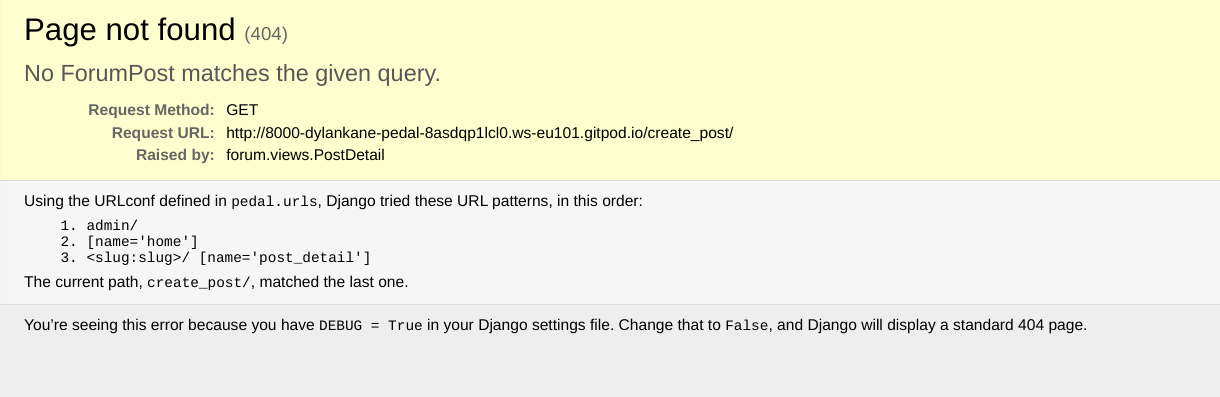 Page not found (404)
No ForumPost matches the given query.
Request Method: GET
Request URL: http://8000-dylankane-pedal-8asdqp1lcl0.ws-eu101.gitpod.io/create_post/
Raised by: forum.views.PostDetail
Using the URLconf defined in pedal.urls, Django tried these URL patterns, in this order:
1. admin/
2. [name='home']
3. <slug:slug>/ [name='post_detail']
The current path, create_post/, matched the last one.
You’re seeing this error because you have DEBUG = True in your Django settings file. Change that to False, and Django will display a standard 404 page.